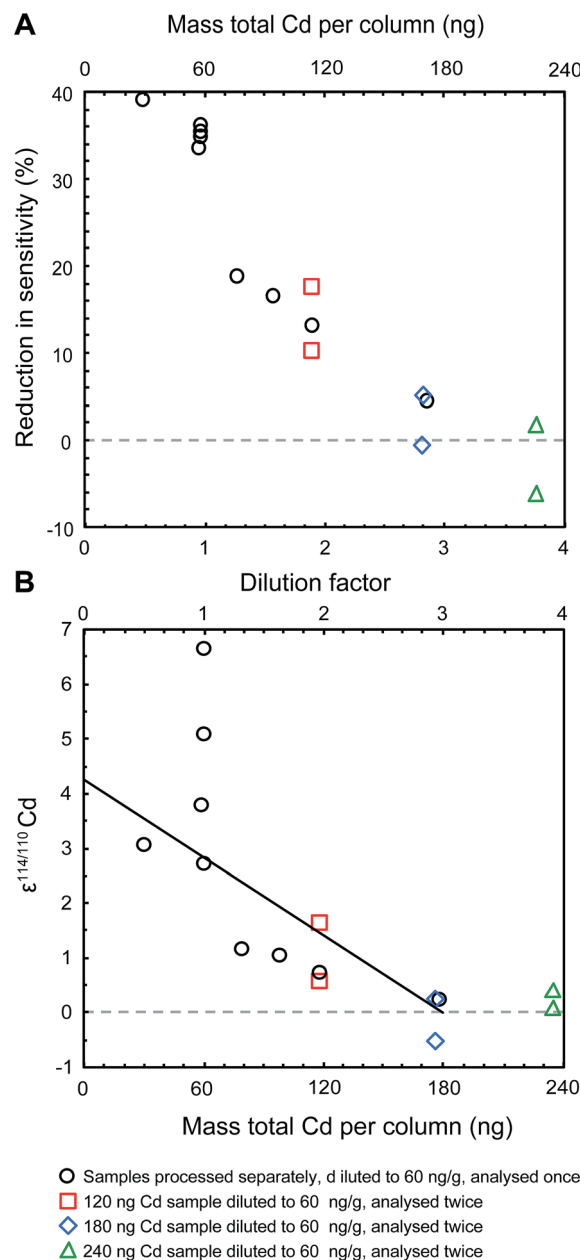 A
Mass total Cd per column (ng)
0 60 120 180 240
40
30
20
10
0
-10
Reduction in sensitivity (%)
0 1 2 3 4
B
Dilution factor
0 1 2 3 4
7
6
5
4
3
2
1
0
-1
ε114/110Cd
0 60 120 180 240
Mass total Cd per column (ng)
Samples processed separately, d iluted to 60 ng/g, analysed once
120 ng Cd sample diluted to 60 ng/g, analysed twice
180 ng Cd sample diluted to 60 ng/g, analysed twice
240 ng Cd sample diluted to 60 ng/g, analysed twice